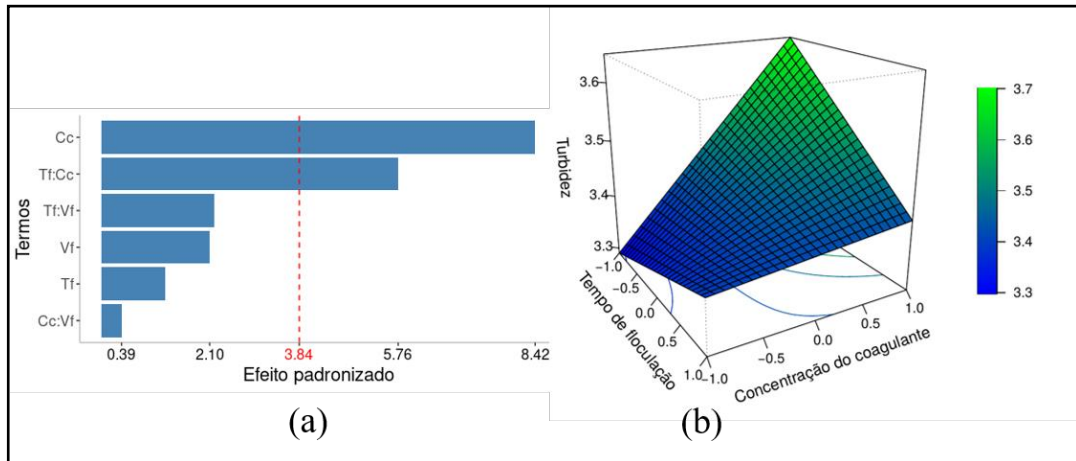 Termos
Cc
Tf:Cc
Tf:Vf
Vf
Tf
Cc:Vf
0.39 2.10 3.84 5.76 8.42
Efeito padronizado
(a)
Turbidez
3.6
3.5
3.4
3.3
−1.0
−0.5
0.0
0.5
1.0
Tempo de floculação
−1.0
−0.5
0.0
0.5
1.0
Concentração do coagulante
3.7
3.6
3.5
3.4
3.3
(b)